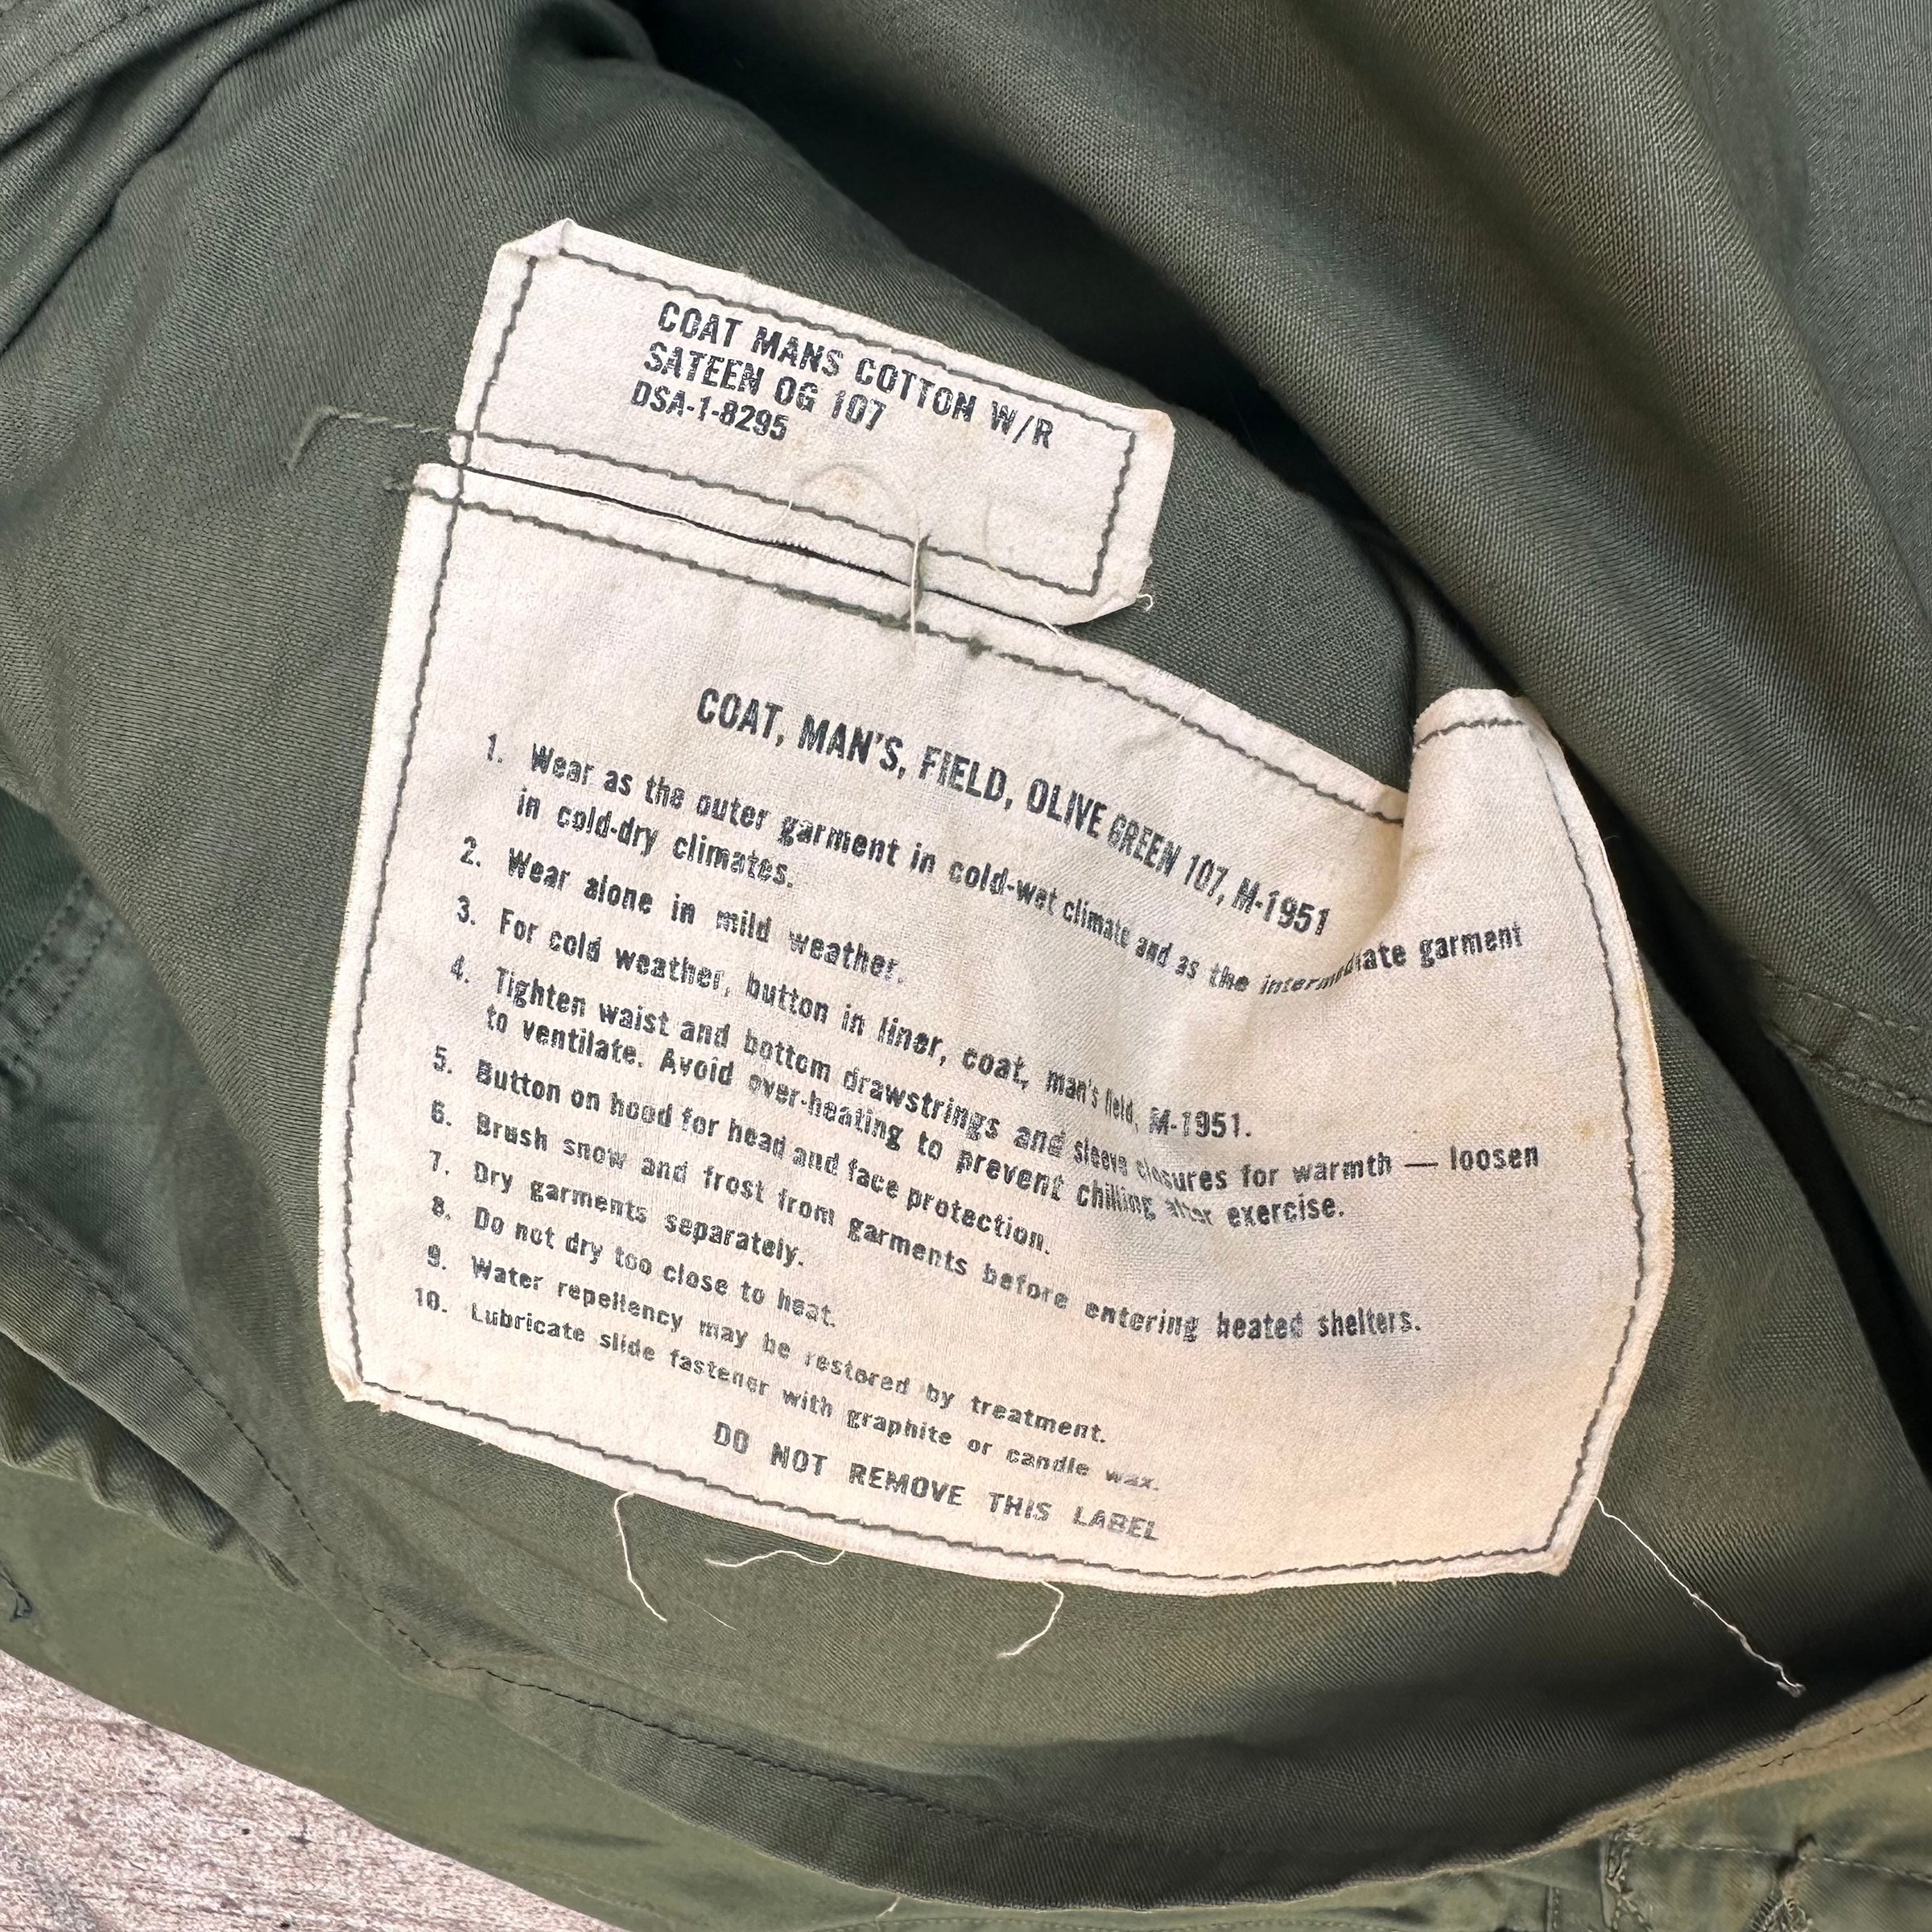 COAT MANS COTTON W/R
SATEEN OG 107
DSA-1-8295
COAT, MAN'S, FIELD, OLIVE GREEN 107, M-1951
1. Wear as the outer garment in cold-wet climate and as the intermediate garment
in cold-dry climates.
2. Wear alone in mild weather.
3. For cold weather, button in liner, coat, man's field, M-1951.
4. Tighten waist and bottom drawstrings and sleeve closures for warmth — loosen
to ventilate. Avoid over-heating to prevent chilling after exercise.
5. Button on hood for head and face protection.
6. Brush snow and frost from garments before entering heated shelters.
7. Dry garments separately.
8. Do not dry too close to heat.
9. Water repellency may be restored by treatment.
10. Lubricate slide fastener with graphite or candle wax.
DO NOT REMOVE THIS LABEL